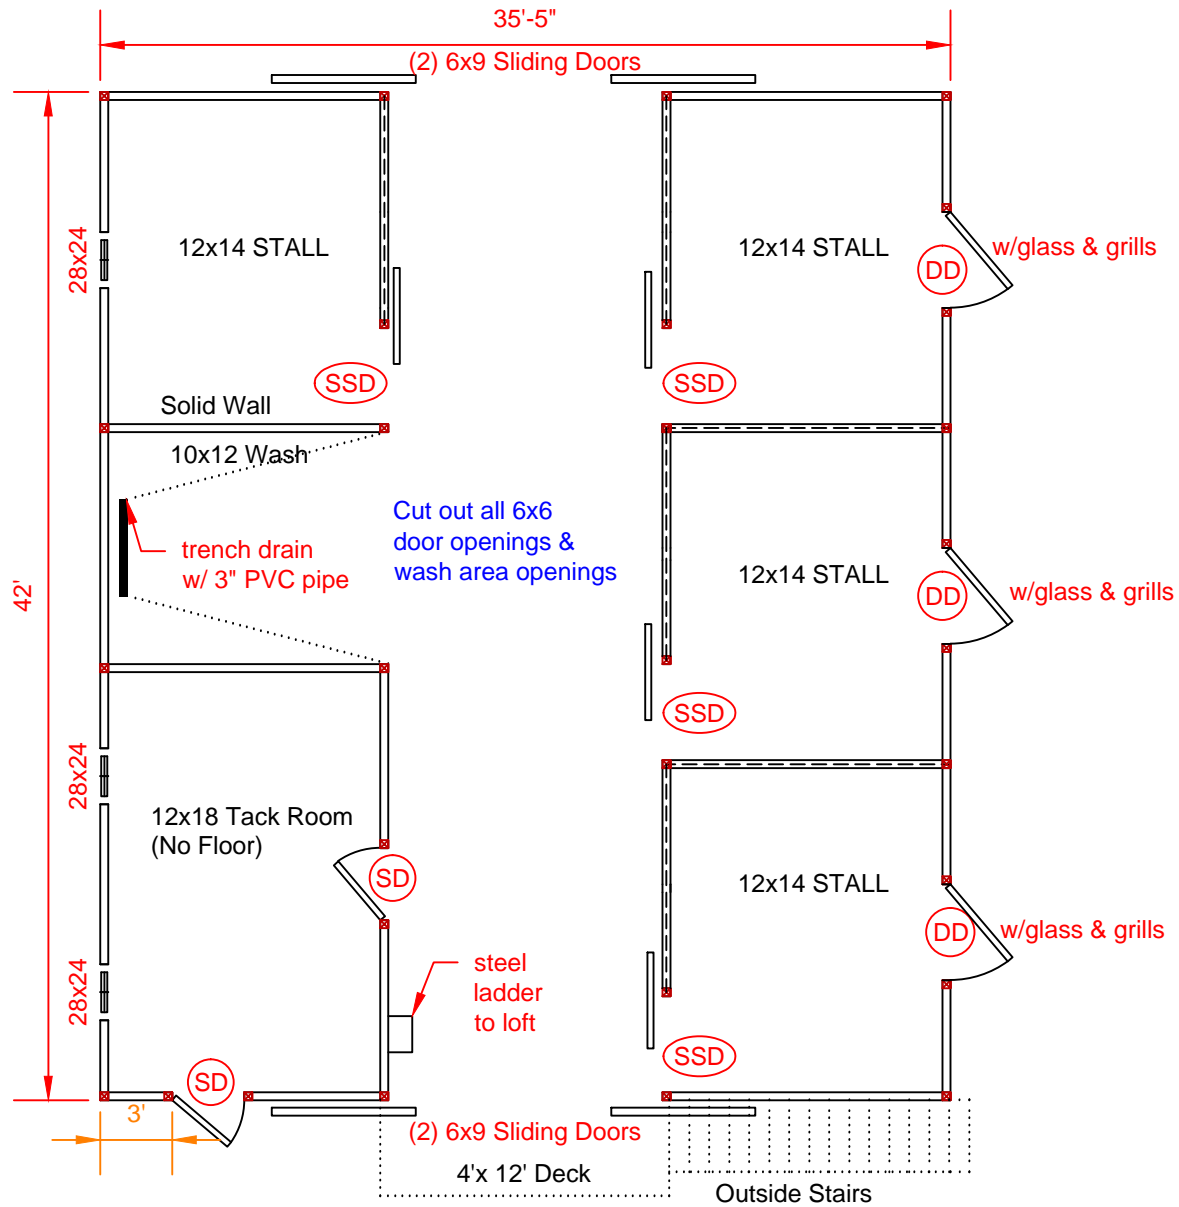 35'-5"
(2) 6x9 Sliding Doors
28x24
12x14 STALL
12x14 STALL
w/glass & grills
DD
SSD
SSD
Solid Wall
10x12 Wash
Cut out all 6x6
door openings &
wash area openings
trench drain
w/ 3" PVC pipe
42'
12x14 STALL
DD
w/glass & grills
SSD
28x24
12x18 Tack Room
(No Floor)
SD
12x14 STALL
DD
w/glass & grills
28x24
steel
ladder
to loft
SSD
SD
3'
(2) 6x9 Sliding Doors
4'x 12' Deck
Outside Stairs